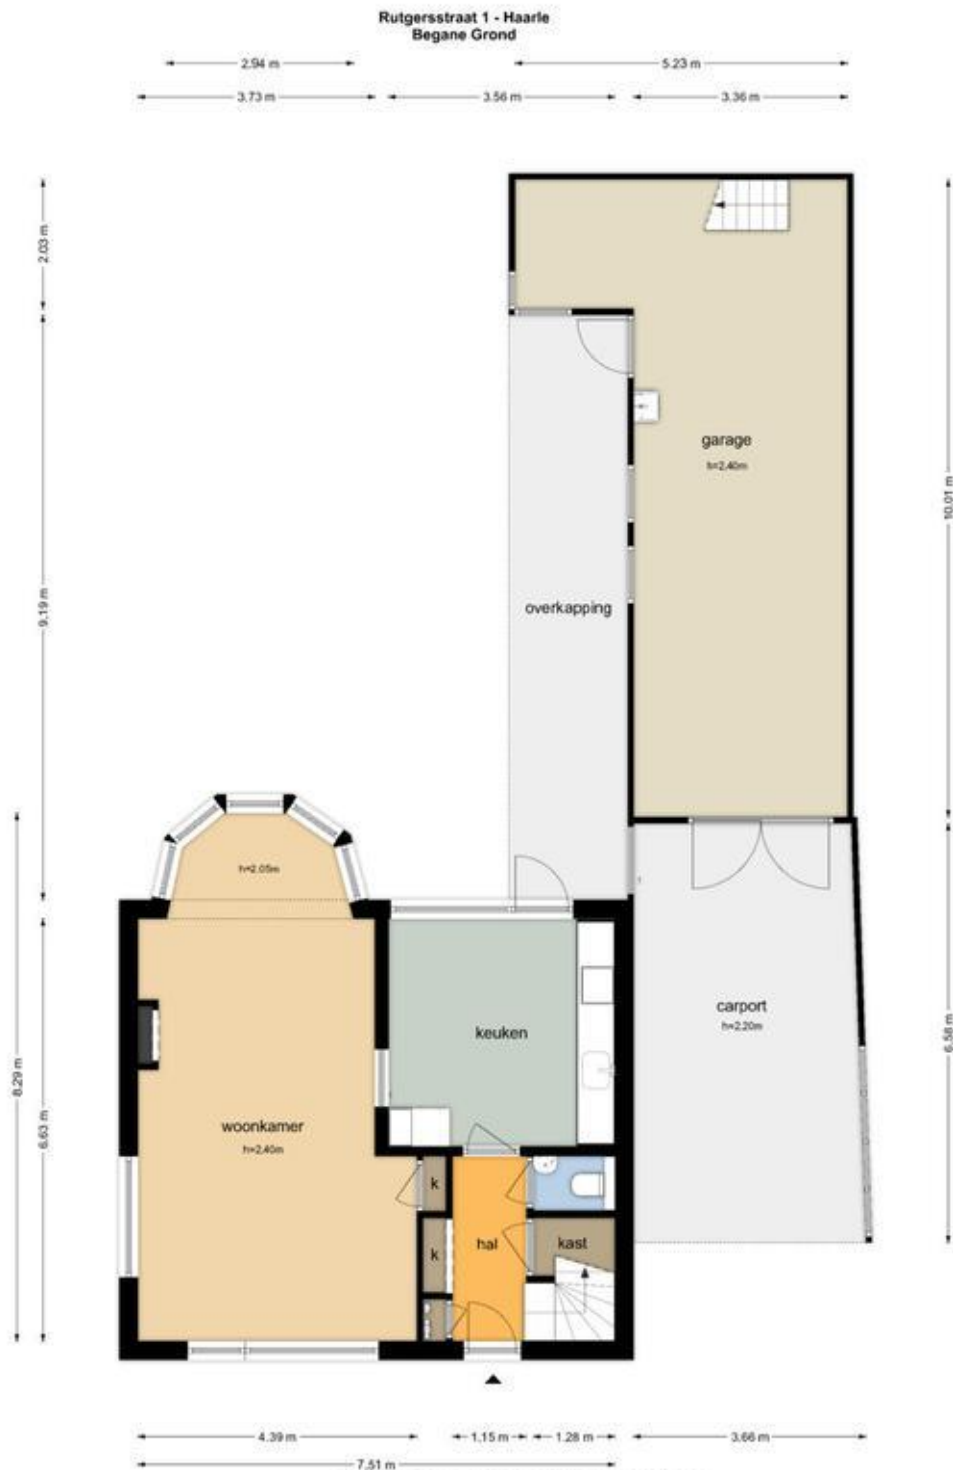 Rutgersstraat 1 - Haarle
Begane Grond
2.94 m
5.23 m
3.73 m
3.56 m
3.36 m
2.03 m
garage
h=2.40m
10.01 m
overkapping
9.19 m
h=2.05m
carport
h=2.20m
keuken
6.58 m
8.29 m
6.63 m
woonkamer
h=2.40m
k
k
hal
kast
4.39 m
1.15 m
1.28 m
3.66 m
7.51 m